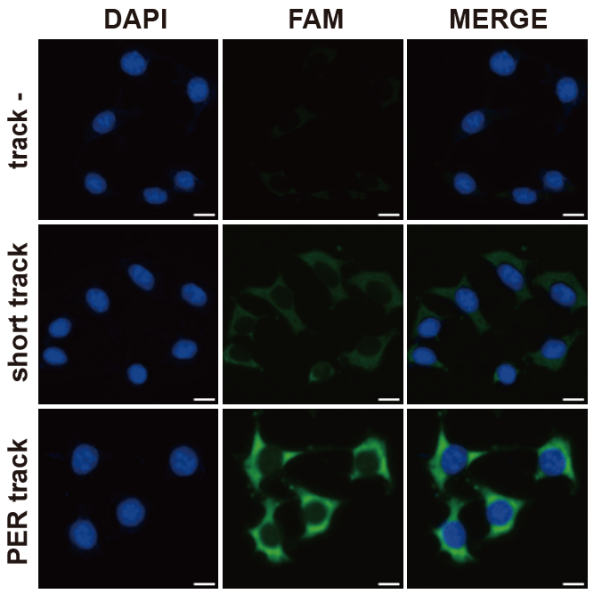 DAPI FAM MERGE
track -
short track
PER track